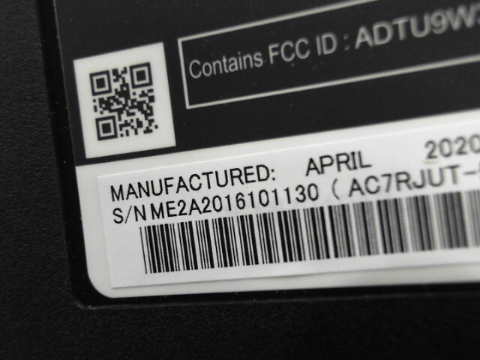 Contains FCC ID : ADTU9W
MANUFACTURED: APRIL 2020
S/N ME2A2016101130 ( AC7RJUT-